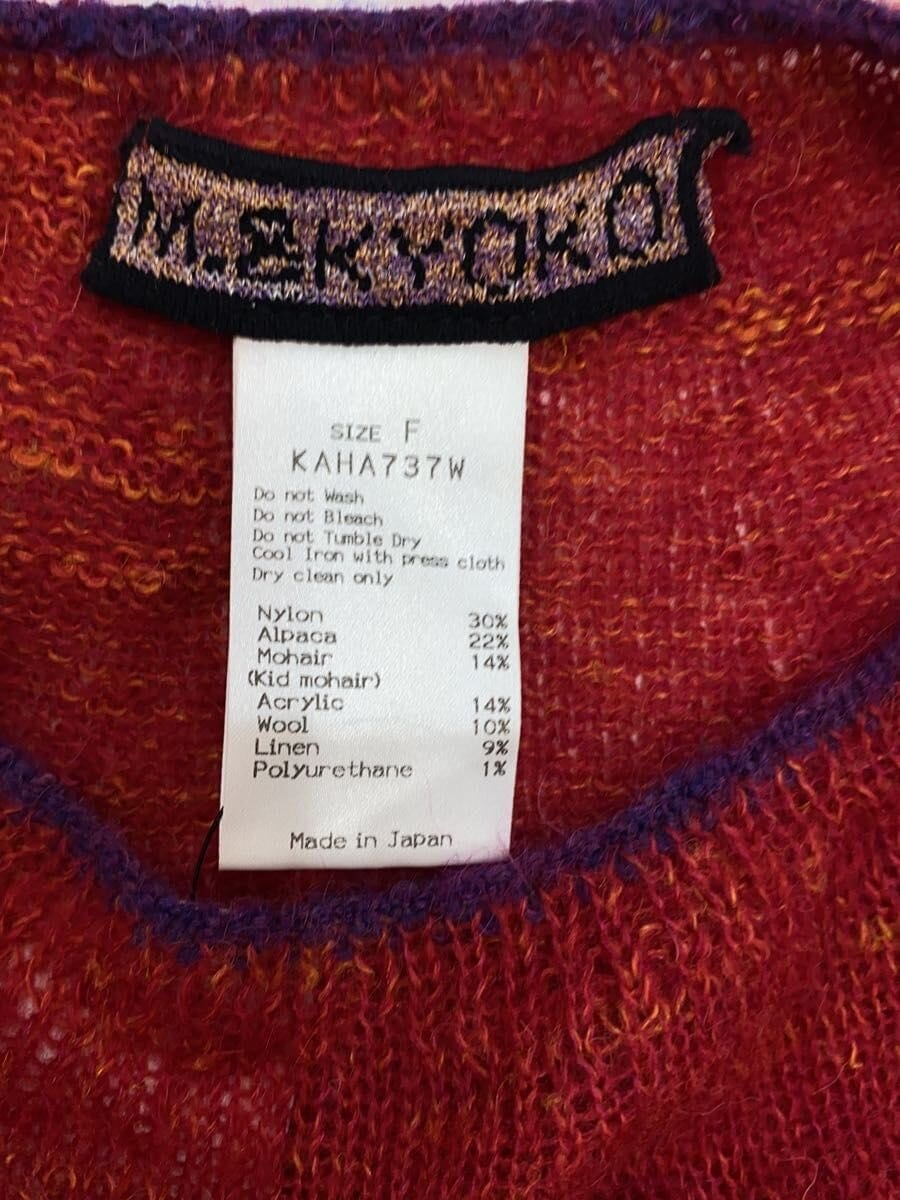 M.&KYOKO
SIZE F
KAHA737W
Do not Wash
Do not Bleach
Do not Tumble Dry
Cool Iron with press cloth
Dry clean only
Nylon 30%
Alpaca 22%
Mohair 14%
(Kid mohair)
Acrylic 14%
Wool 10%
Linen 9%
Polyurethane 1%
Made in Japan